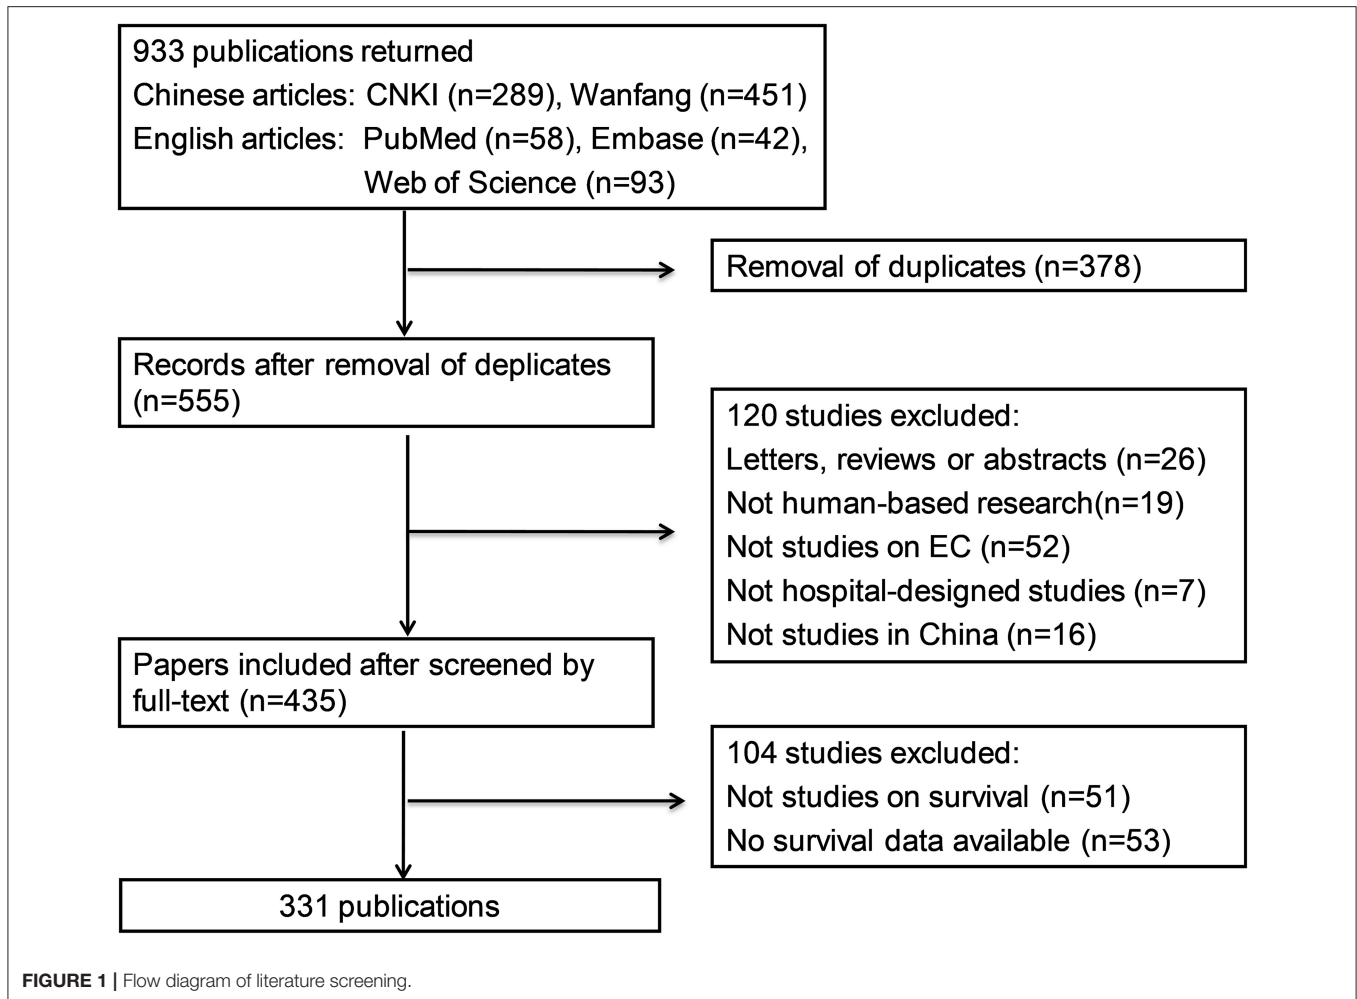 933 publications returned
Chinese articles: CNKI (n=289), Wanfang (n=451)
English articles: PubMed (n=58), Embase (n=42),
Web of Science (n=93)
Removal of duplicates (n=378)
Records after removal of deplicates
(n=555)
120 studies excluded:
Letters, reviews or abstracts (n=26)
Not human-based research(n=19)
Not studies on EC (n=52)
Not hospital-designed studies (n=7)
Not studies in China (n=16)
Papers included after screened by
full-text (n=435)
104 studies excluded:
Not studies on survival (n=51)
No survival data available (n=53)
331 publications
FIGURE 1 | Flow diagram of literature screening.